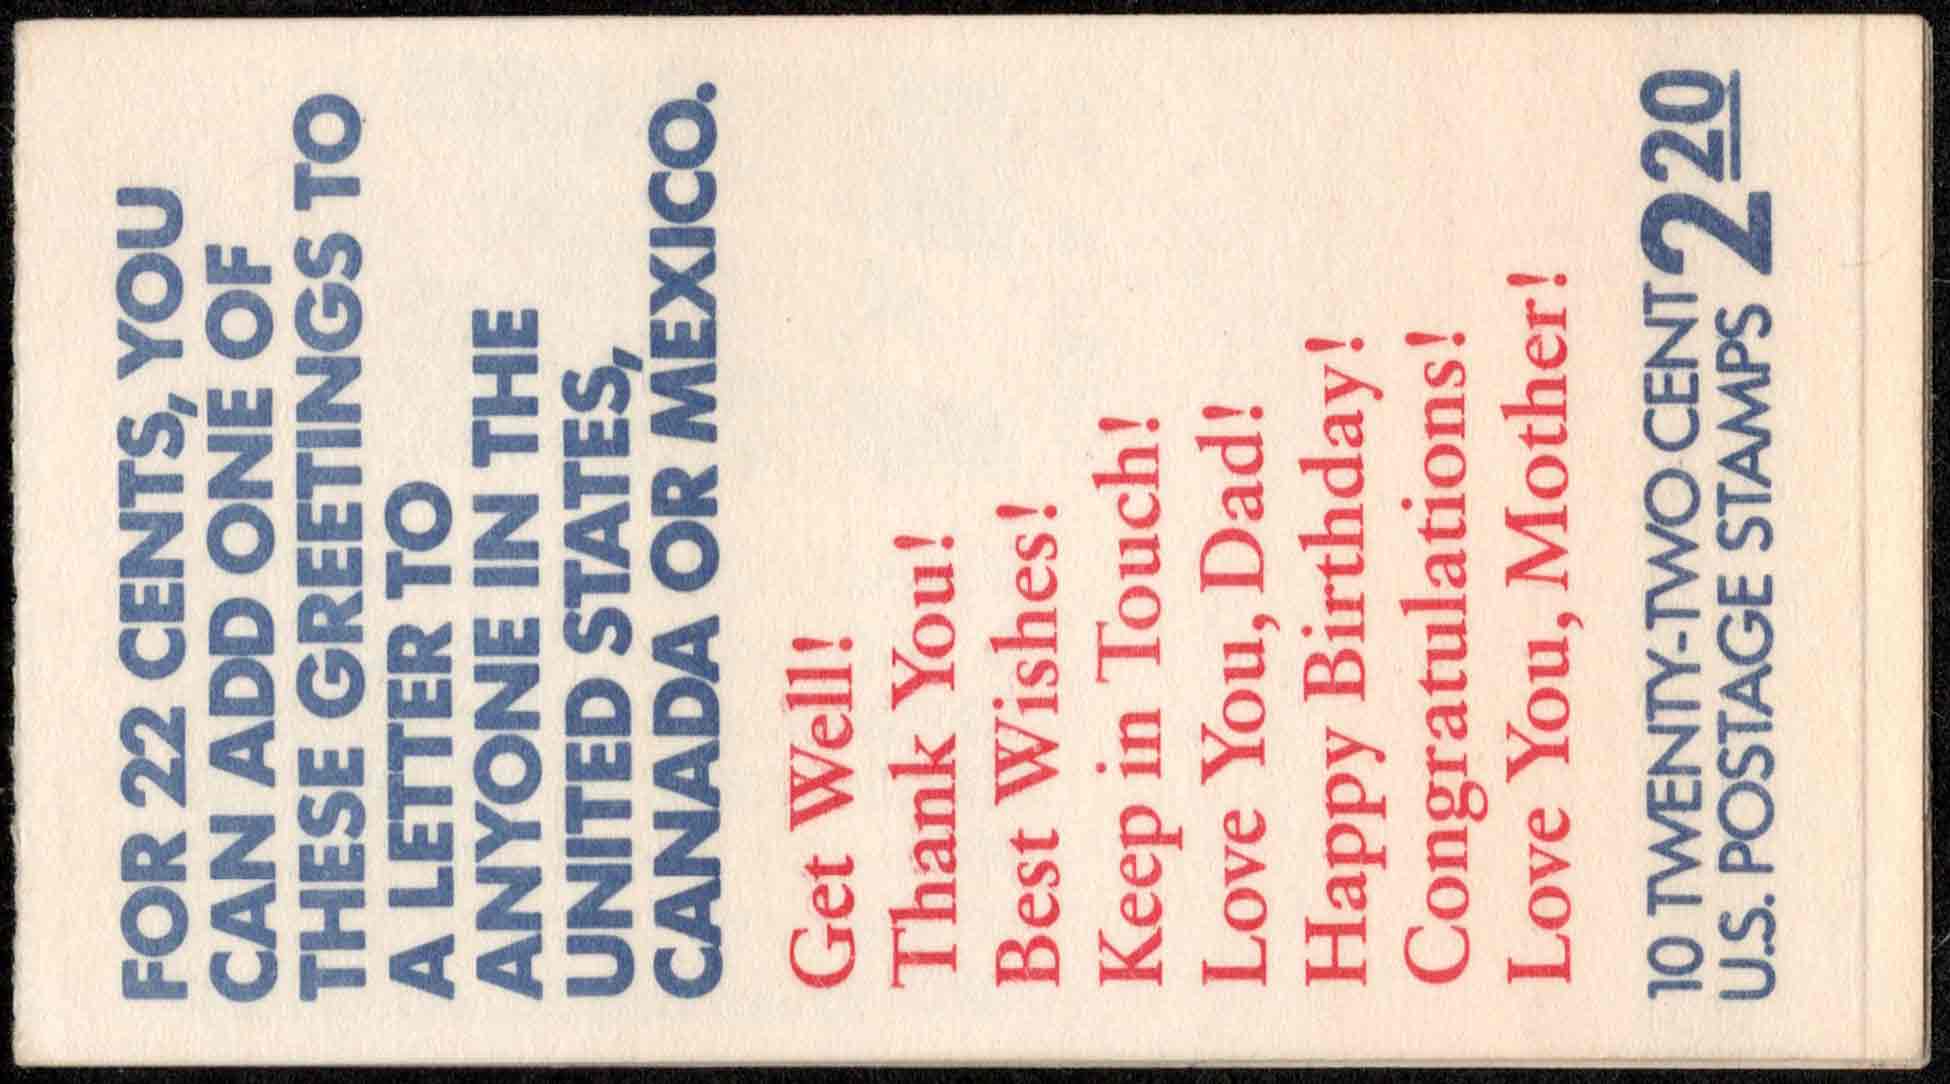 FOR 22 CENTS, YOU
CAN ADD ONE OF
THESE GREETINGS TO
A LETTER TO
ANYONE IN THE
UNITED STATES,
CANADA OR MEXICO.
Get Well!
Thank You!
Best Wishes!
Keep in Touch!
Love You, Dad!
Happy Birthday!
Congratulations!
Love You, Mother!
10 TWENTY-TWO CENT
U.S. POSTAGE STAMPS 2 20